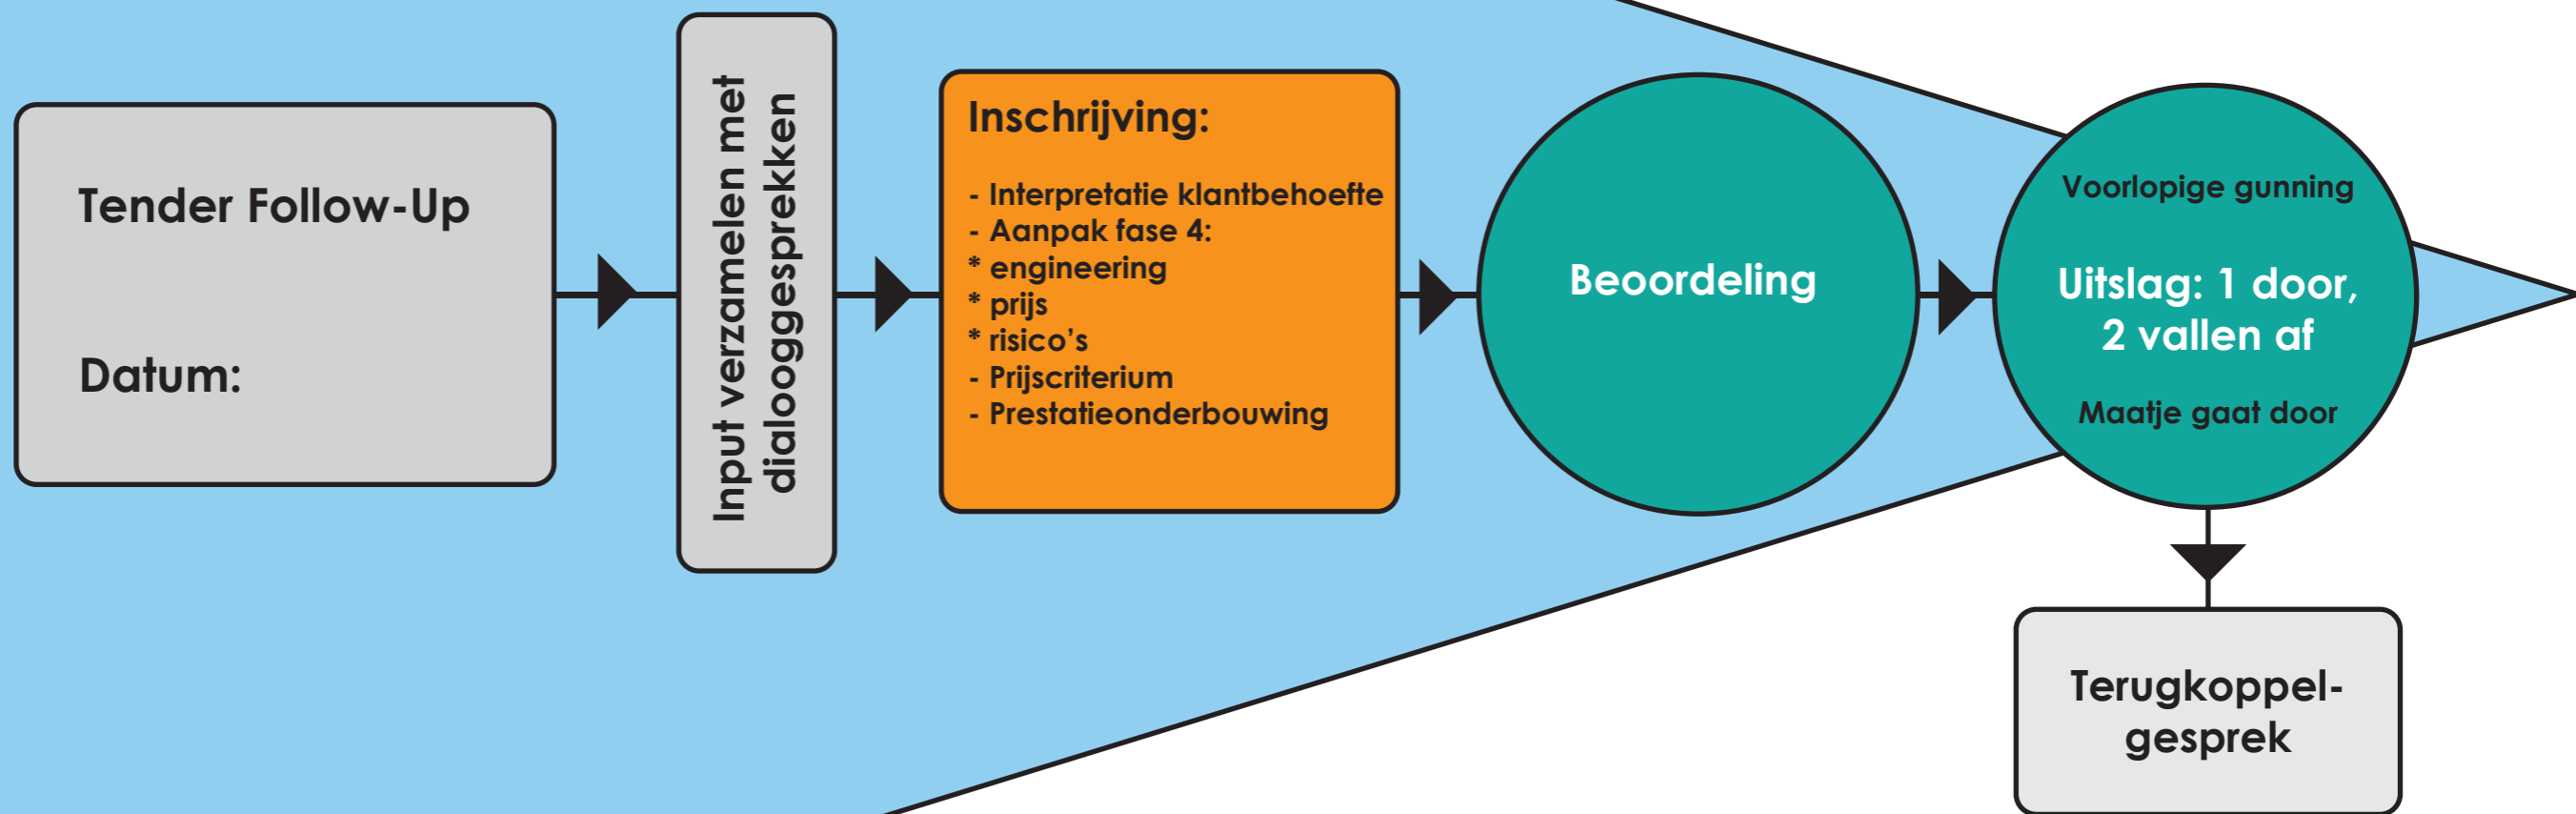 Tender Follow-Up
Datum:
Input verzamelen met
dialooggesprekken
Inschrijving:
- Interpretatie klantbehoefte
- Aanpak fase 4:
* engineering
* prijs
* risico’s
- Prijscriterium
- Prestatieonderbouwing
Beoordeling
Voorlopige gunning
Uitslag: 1 door,
2 vallen af
Maatje gaat door
Terugkoppel-
gesprek